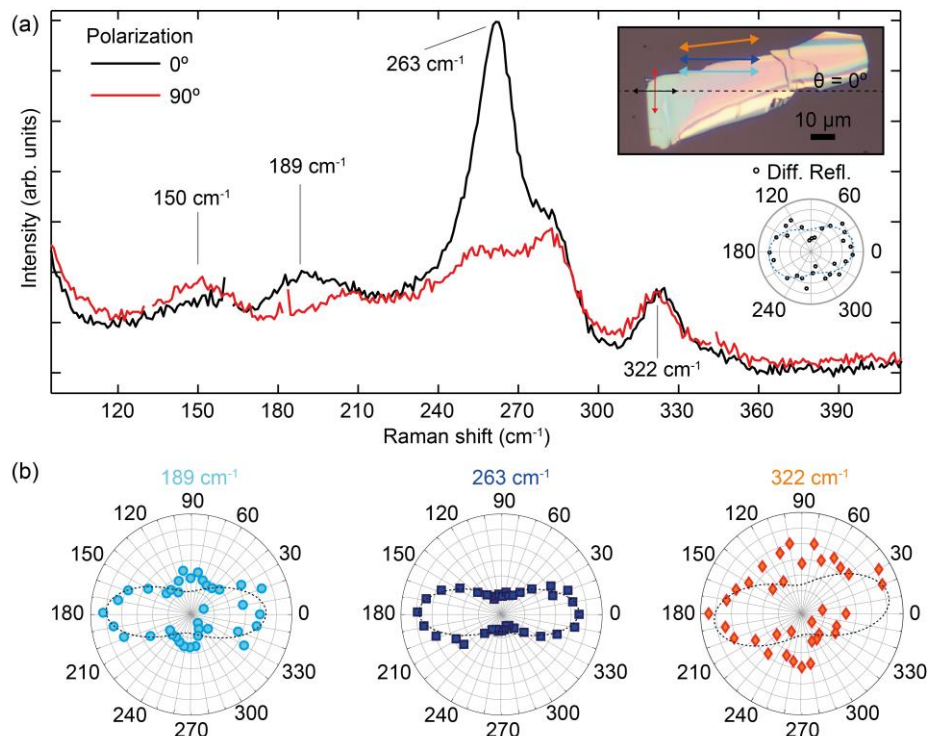 (a)
Polarization
0º
90º
263 cm⁻¹
189 cm⁻¹
150 cm⁻¹
322 cm⁻¹
θ = 0º
10 µm
Diff. Refl.
120 60
180 0
240 300
Intensity (arb. units)
120 150 180 210 240 270 300 330 360 390
Raman shift (cm⁻¹)
(b)
189 cm⁻¹
90
120 60
150 30
180 0
210 330
240 300
270
263 cm⁻¹
90
120 60
150 30
180 0
210 330
240 300
270
322 cm⁻¹
90
120 60
150 30
180 0
210 330
240 300
270